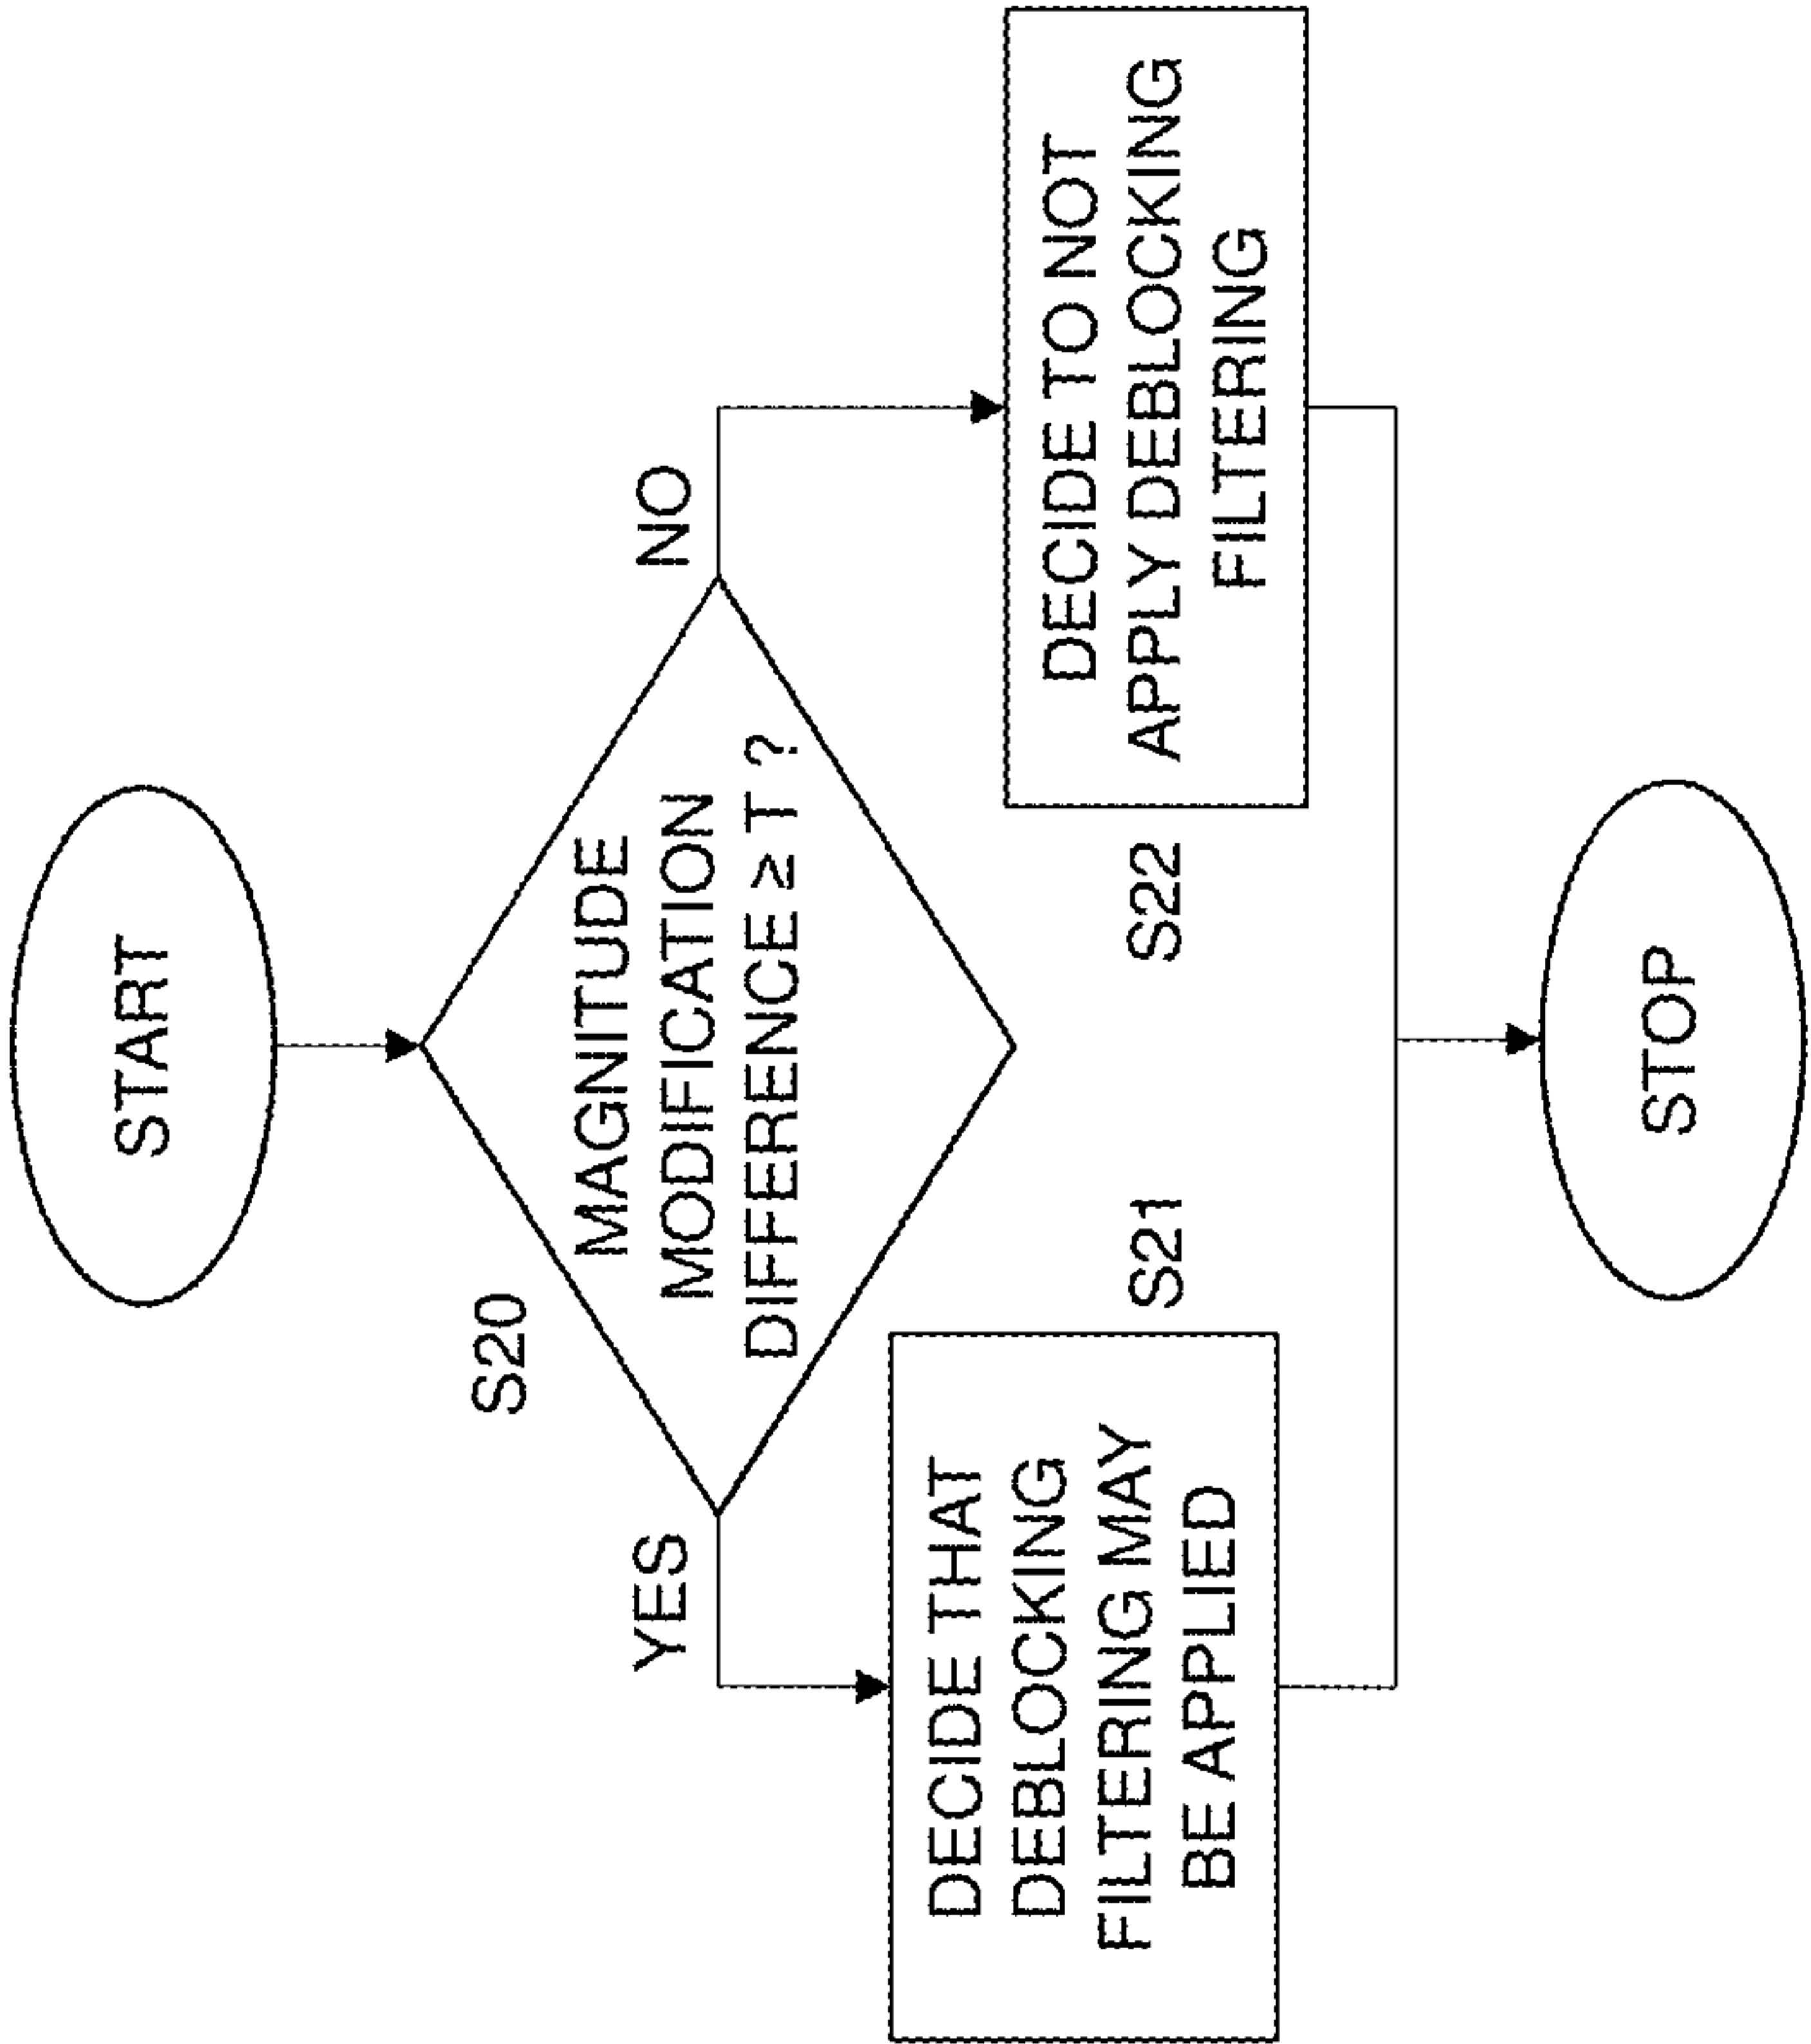 START
S20
MAGNITUDE
MODIFICATION
DIFFERENCE ≥ T ?
YES
NO
DECIDE THAT
DEBLOCKING
FILTERING MAY
BE APPLIED
S21
S22
DECIDE TO NOT
APPLY DEBLOCKING
FILTERING
STOP